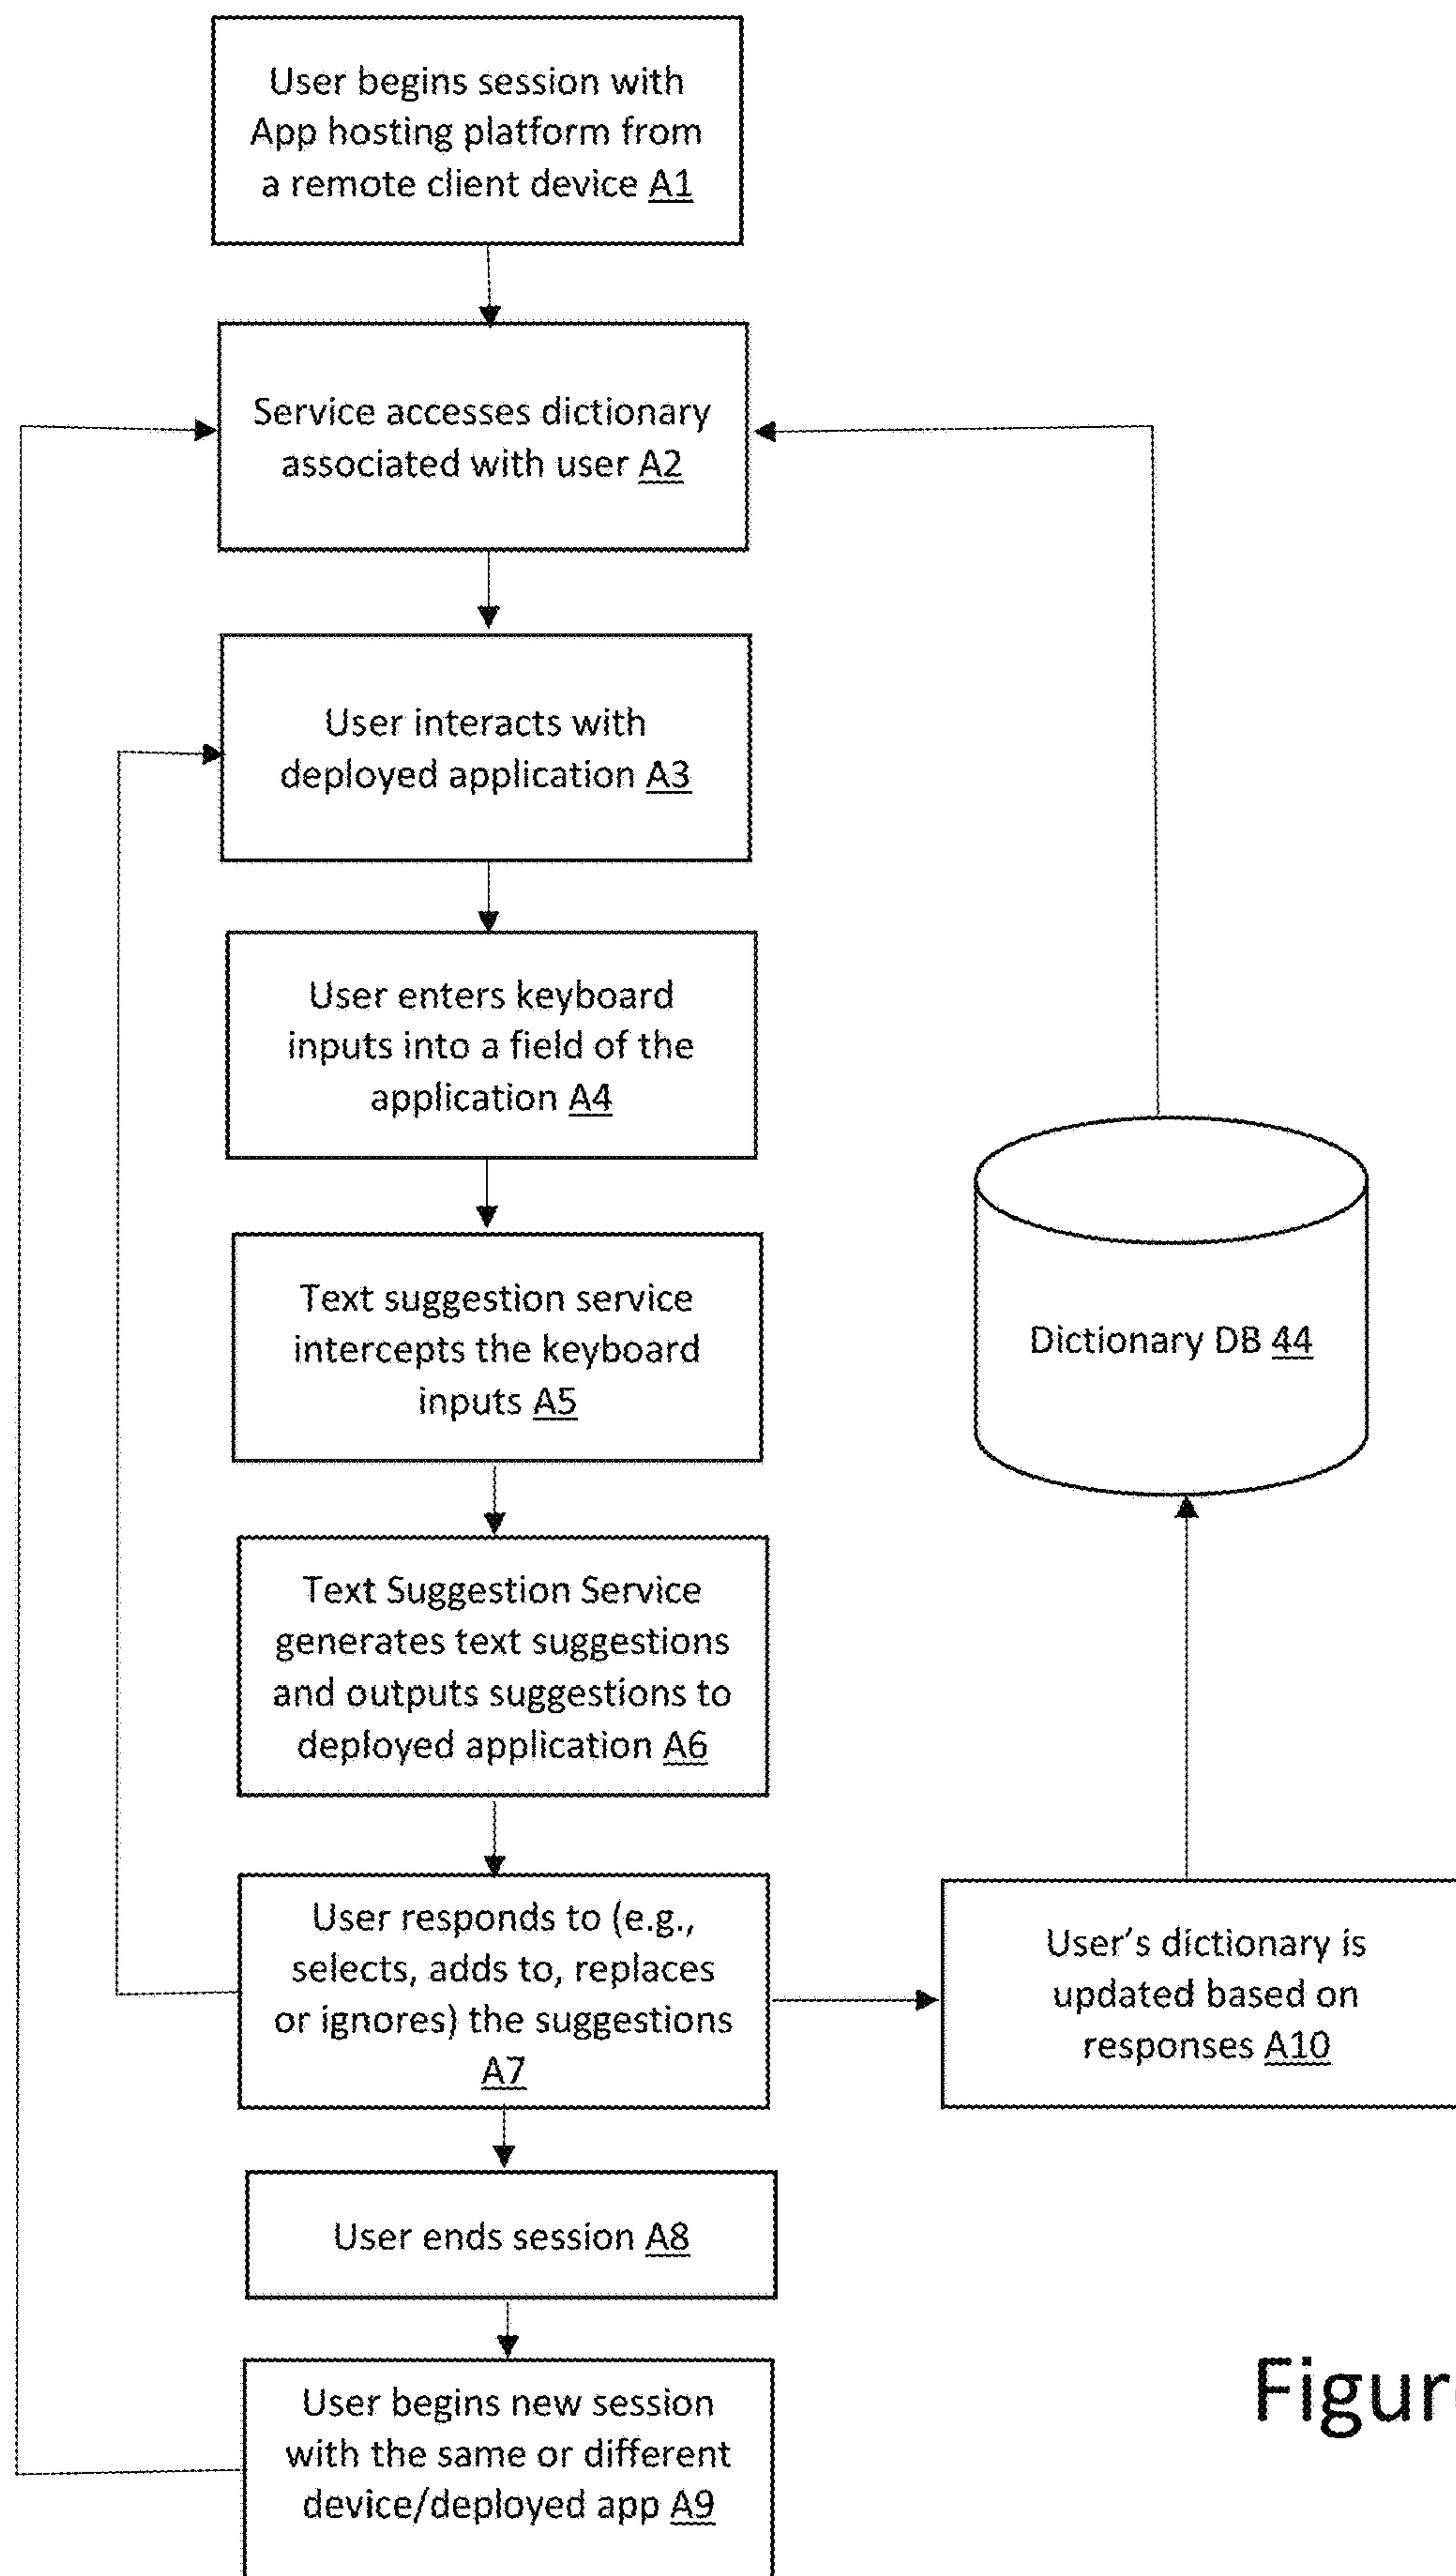 User begins session with
App hosting platform from
a remote client device A1
Service accesses dictionary
associated with user A2
User interacts with
deployed application A3
User enters keyboard
inputs into a field of the
application A4
Text suggestion service
intercepts the keyboard
inputs A5
Dictionary DB 44
Text Suggestion Service
generates text suggestions
and outputs suggestions to
deployed application A6
User responds to (e.g.,
selects, adds to, replaces
or ignores) the suggestions
A7
User's dictionary is
updated based on
responses A10
User ends session A8
User begins new session
with the same or different
device/deployed app A9